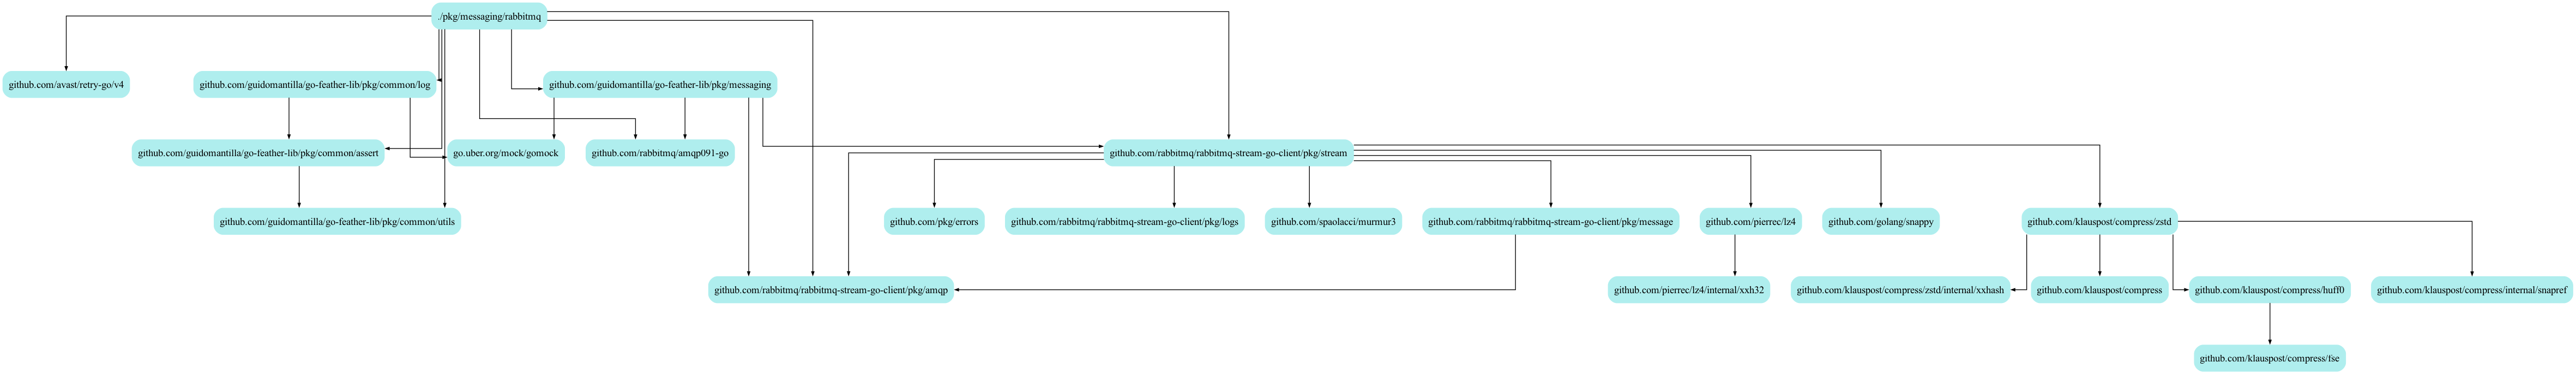 ./pkg/messaging/rabbitmq
github.com/avast/retry-go/v4
github.com/guidomantilla/go-feather-lib/pkg/common/log
github.com/guidomantilla/go-feather-lib/pkg/messaging
github.com/guidomantilla/go-feather-lib/pkg/common/assert
go.uber.org/mock/gomock
github.com/rabbitmq/amqp091-go
github.com/rabbitmq/rabbitmq-stream-go-client/pkg/stream
github.com/guidomantilla/go-feather-lib/pkg/common/utils
github.com/pkg/errors
github.com/rabbitmq/rabbitmq-stream-go-client/pkg/logs
github.com/spaolacci/murmur3
github.com/rabbitmq/rabbitmq-stream-go-client/pkg/message
github.com/pierrec/lz4
github.com/golang/snappy
github.com/klauspost/compress/zstd
github.com/rabbitmq/rabbitmq-stream-go-client/pkg/amqp
github.com/pierrec/lz4/internal/xxh32
github.com/klauspost/compress/zstd/internal/xxhash
github.com/klauspost/compress
github.com/klauspost/compress/huff0
github.com/klauspost/compress/internal/snapref
github.com/klauspost/compress/fse